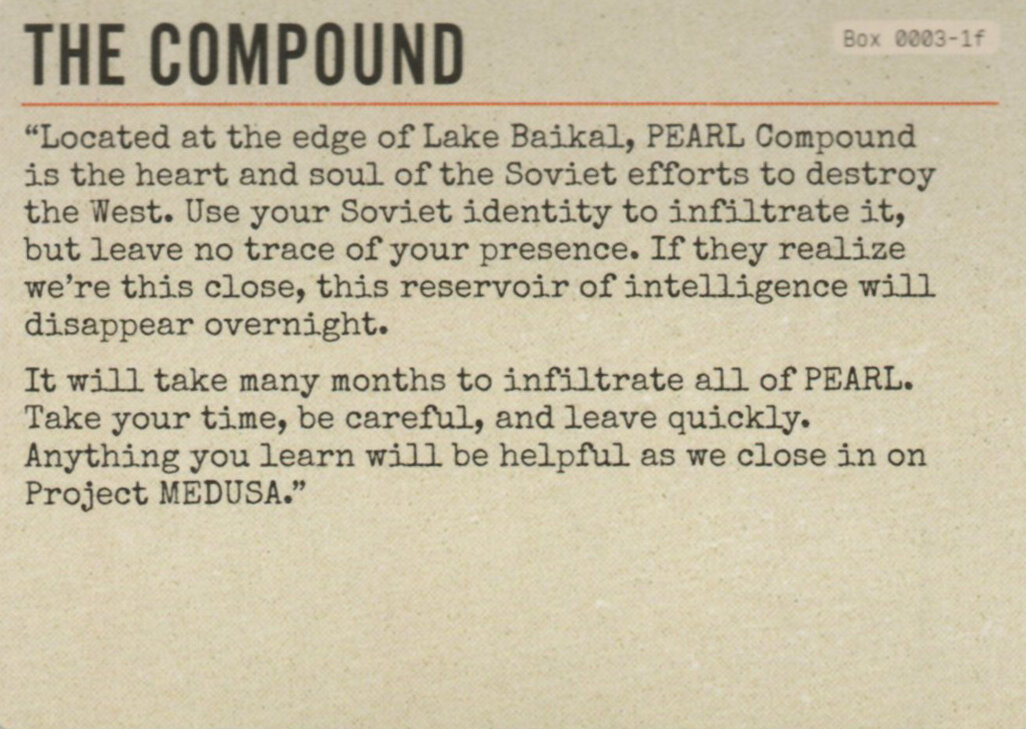 THE COMPOUND
Box 0003-1f
“Located at the edge of Lake Baikal, PEARL Compound
is the heart and soul of the Soviet efforts to destroy
the West. Use your Soviet identity to infiltrate it,
but leave no trace of your presence. If they realize
we’re this close, this reservoir of intelligence will
disappear overnight.
It will take many months to infiltrate all of PEARL.
Take your time, be careful, and leave quickly.
Anything you learn will be helpful as we close in on
Project MEDUSA.”